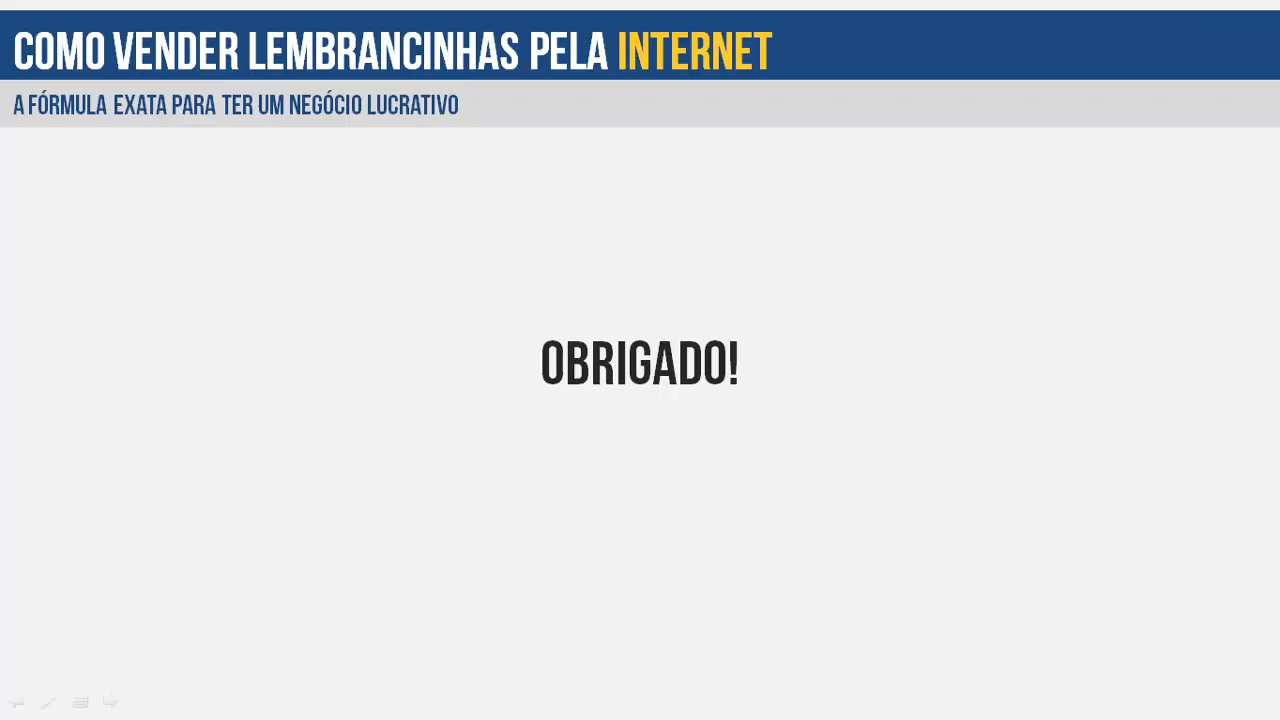 COMO VENDER LEMBRANCINHAS PELA INTERNET
A FÓRMULA EXATA PARA TER UM NEGÓCIO LUCRATIVO
OBRIGADO!